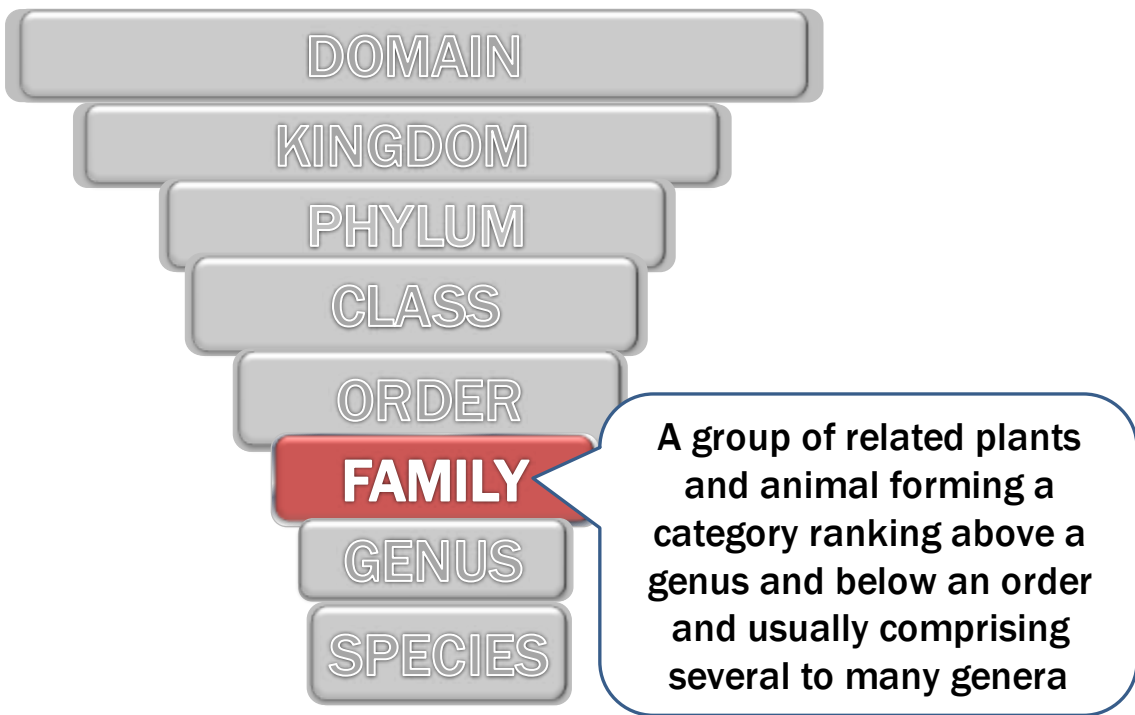 DOMAIN
KINGDOM
PHYLUM
CLASS
ORDER
FAMILY
GENUS
SPECIES
A group of related plants
and animal forming a
category ranking above a
genus and below an order
and usually comprising
several to many genera